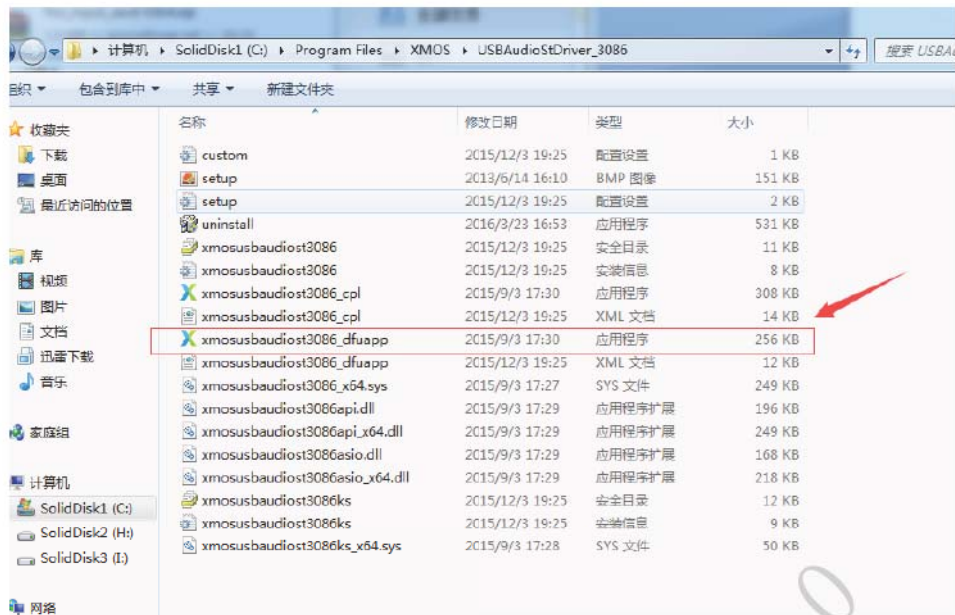 计算机 ▸ SolidDisk1 (C:) ▸ Program Files ▸ XMOS ▸ USBAudioStDriver_3086
搜索 USBA
组织 包含到库中 共享 新建文件夹
名称 修改日期 类型 大小
收藏夹
下载
桌面
最近访问的位置
库
视频
图片
文档
迅雷下载
音乐
家庭组
计算机
SolidDisk1 (C:)
SolidDisk2 (H:)
SolidDisk3 (I:)
网络
custom 2015/12/3 19:25 配置设置 1 KB
setup 2013/6/14 16:10 BMP 图像 151 KB
setup 2015/12/3 19:25 配置设置 2 KB
uninstall 2016/3/23 16:53 应用程序 531 KB
xmosusbaudiost3086 2015/12/3 19:25 安全目录 11 KB
xmosusbaudiost3086 2015/12/3 19:25 安装信息 8 KB
xmosusbaudiost3086_cpl 2015/9/3 17:30 应用程序 308 KB
xmosusbaudiost3086_cpl 2015/12/3 19:25 XML 文档 14 KB
xmosusbaudiost3086_dfuapp 2015/9/3 17:30 应用程序 256 KB
xmosusbaudiost3086_dfuapp 2015/12/3 19:25 XML 文档 12 KB
xmosusbaudiost3086_x64.sys 2015/9/3 17:27 SYS 文件 249 KB
xmosusbaudiost3086api.dll 2015/9/3 17:29 应用程序扩展 196 KB
xmosusbaudiost3086api_x64.dll 2015/9/3 17:29 应用程序扩展 249 KB
xmosusbaudiost3086asio.dll 2015/9/3 17:29 应用程序扩展 168 KB
xmosusbaudiost3086asio_x64.dll 2015/9/3 17:29 应用程序扩展 218 KB
xmosusbaudiost3086ks 2015/12/3 19:25 安全目录 12 KB
xmosusbaudiost3086ks 2015/12/3 19:25 安装信息 9 KB
xmosusbaudiost3086ks_x64.sys 2015/9/3 17:28 SYS 文件 50 KB